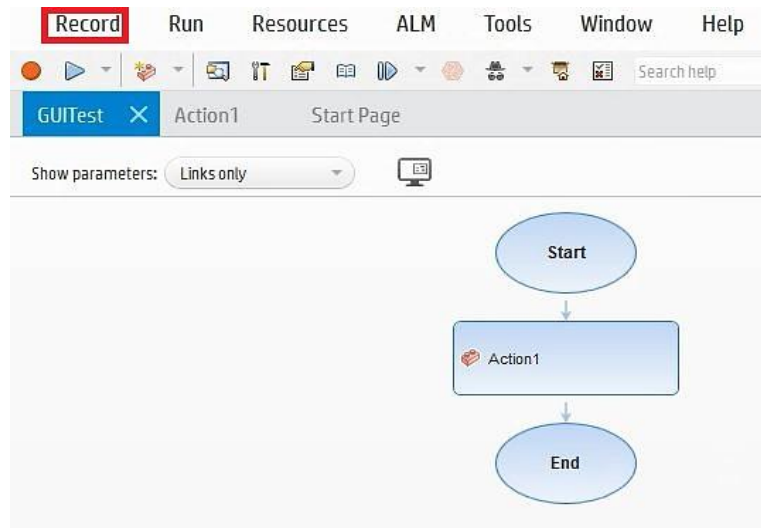 Record Run Resources ALM Tools Window Help
Search help
GUITest Action1 Start Page
Show parameters: Links only
Start
Action1
End